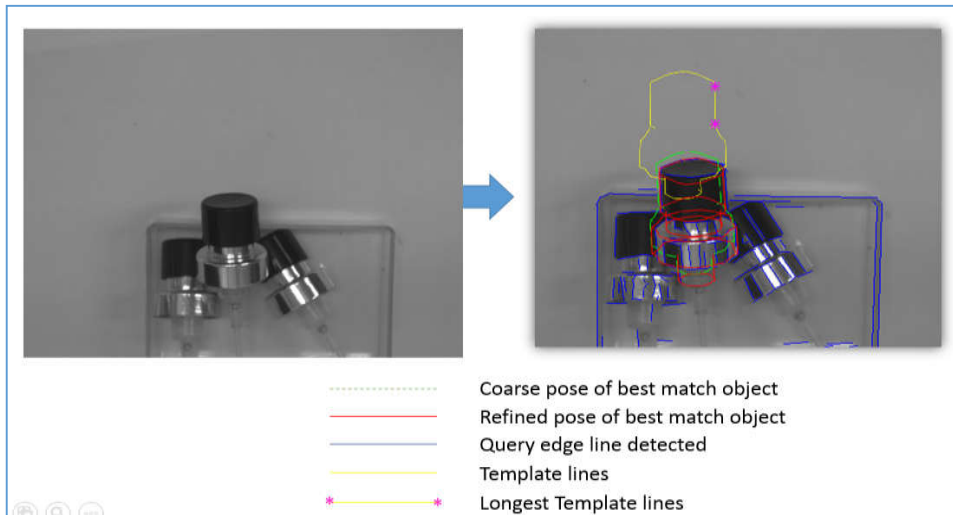 Coarse pose of best match object
Refined pose of best match object
Query edge line detected
Template lines
Longest Template lines